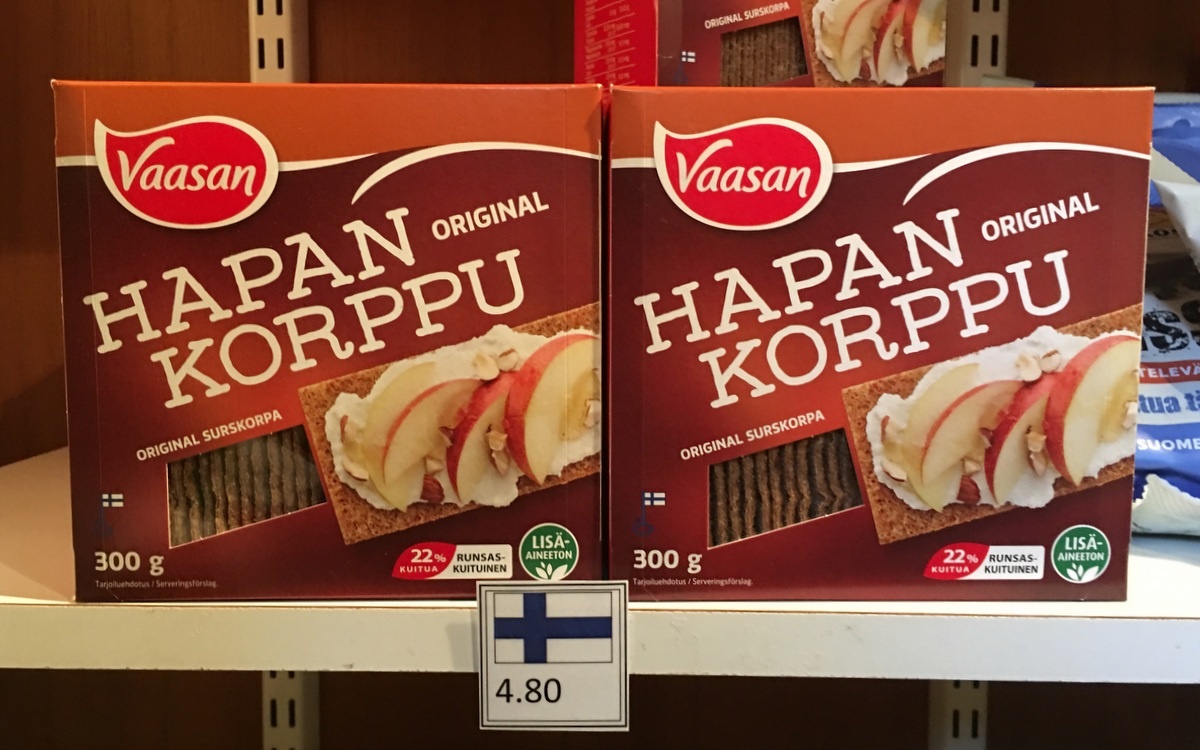 ORIGINAL SURSKORPA
Vaasan
HAPAN
KORPPU
ORIGINAL
ORIGINAL SURSKORPA
300 g
Tarjoiluehdotus / Serveringsförslag.
22%
KUITUA
RUNSAS-
KUITUINEN
LISÄ-
AINEETON
Vaasan
HAPAN
KORPPU
ORIGINAL
ORIGINAL SURSKORPA
300 g
Tarjoiluehdotus / Serveringsförslag.
22%
KUITUA
RUNSAS-
KUITUINEN
LISÄ-
AINEETON
SUOME
4.80